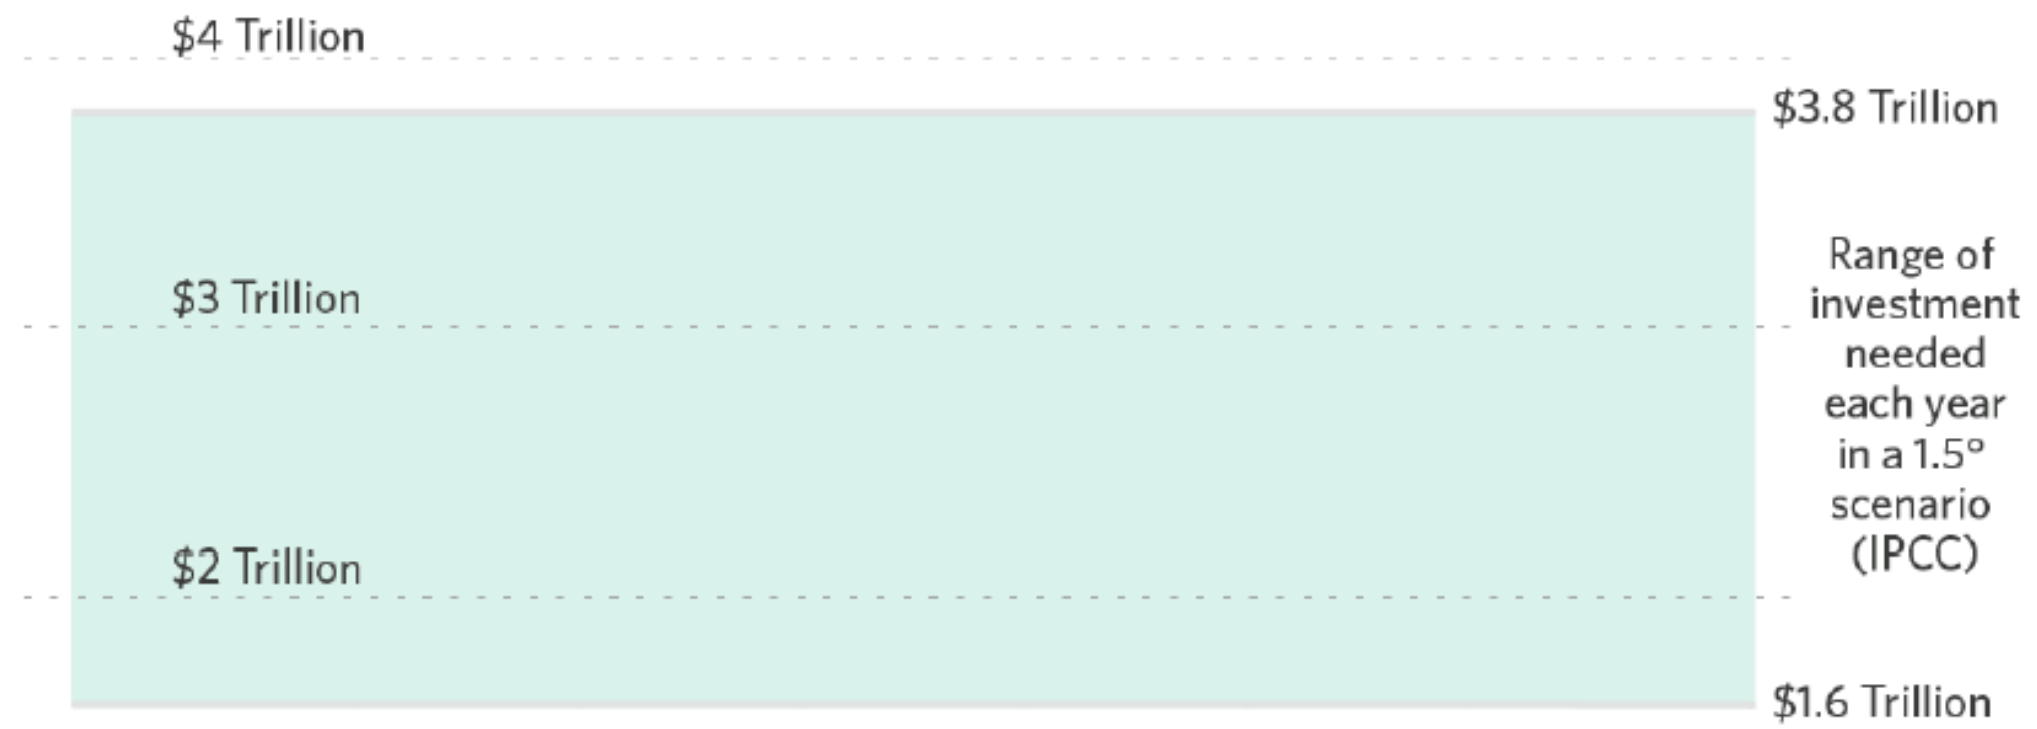 $4 Trillion
$3.8 Trillion
Range of
investment
$3 Trillion
needed
each year
in a 1.5°
scenario
(IPCC)
$2 Trillion
$1.6 Trillion